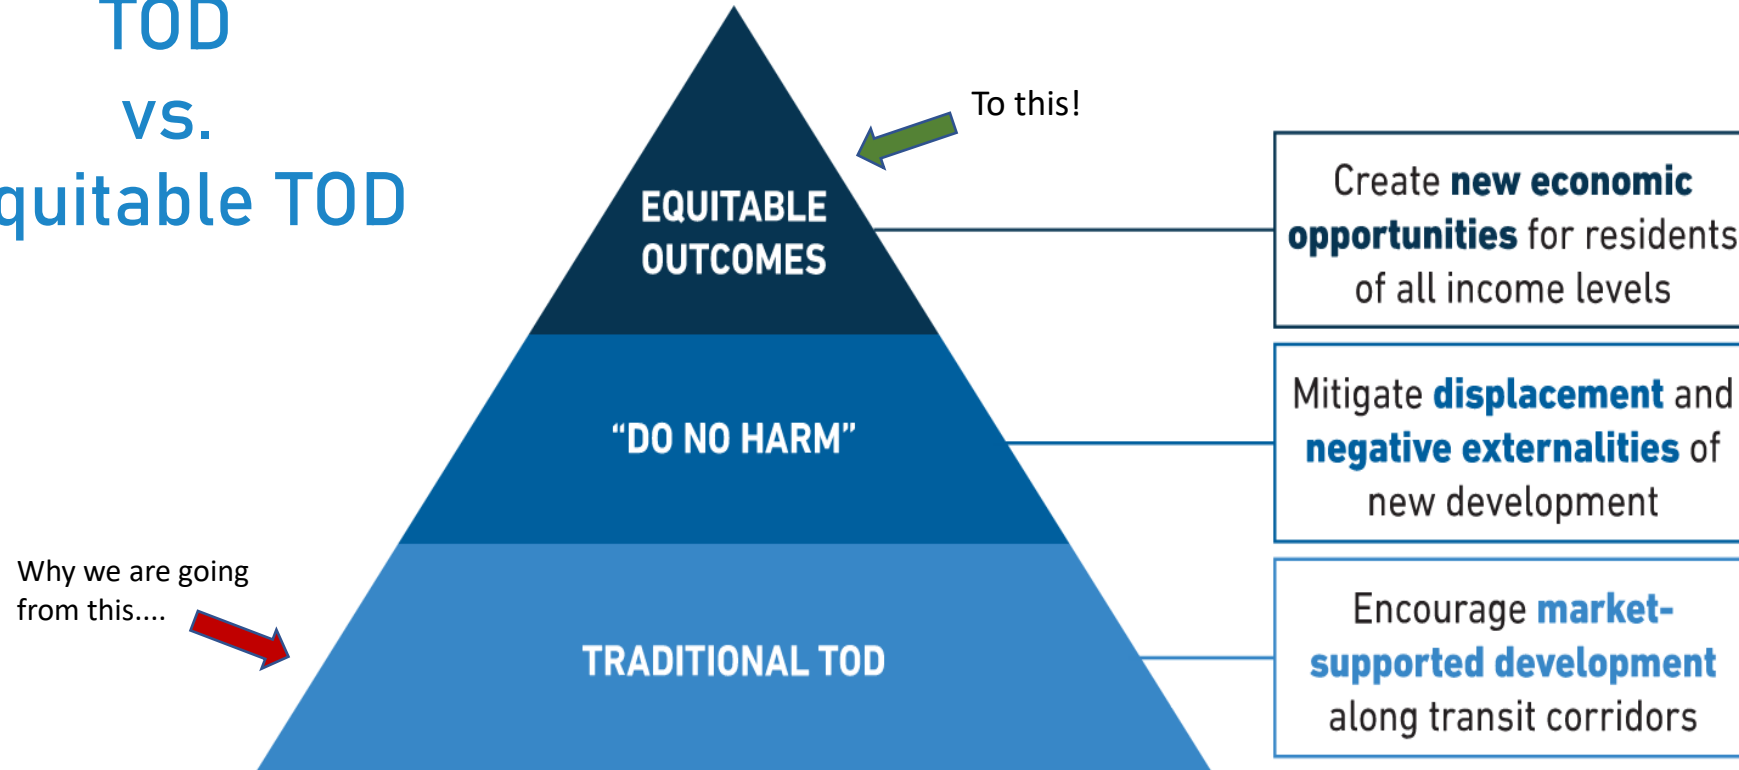 TOD
vs.
quitable TOD
To this!
EQUITABLE
OUTCOMES
Create new economic
opportunities for residents
of all income levels
“DO NO HARM”
Mitigate displacement and
negative externalities of
new development
Why we are going
from this....
TRADITIONAL TOD
Encourage market-
supported development
along transit corridors